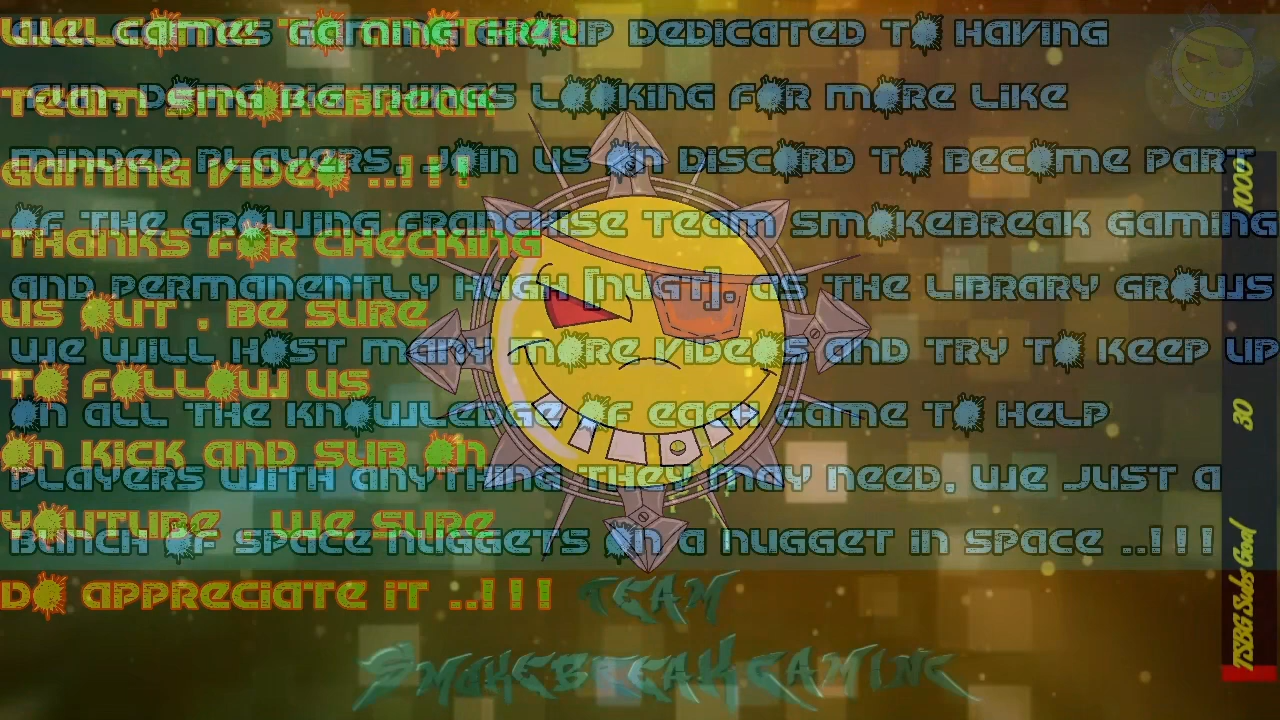 games gaming group dedicated to having
fun, doing big things looking for more like
minded players, join us on discord to become part
of the growing franchise team smokebreak gaming
and permanently hugh [nugt]. as the library grows
we will host many more videos and try to keep up
on all the knowledge of each game to help
players with anything they may need, we just a
bunch of space nuggets on a nugget in space ..!!!
team smokebreak
gaming video ..!!!
thanks for checking
us out . be sure
to follow us
on kick and sub on
youtube . we sure
do appreciate it ..!!!
Team
SmokebreakGaming
TSBG Subs Goal 30 1000